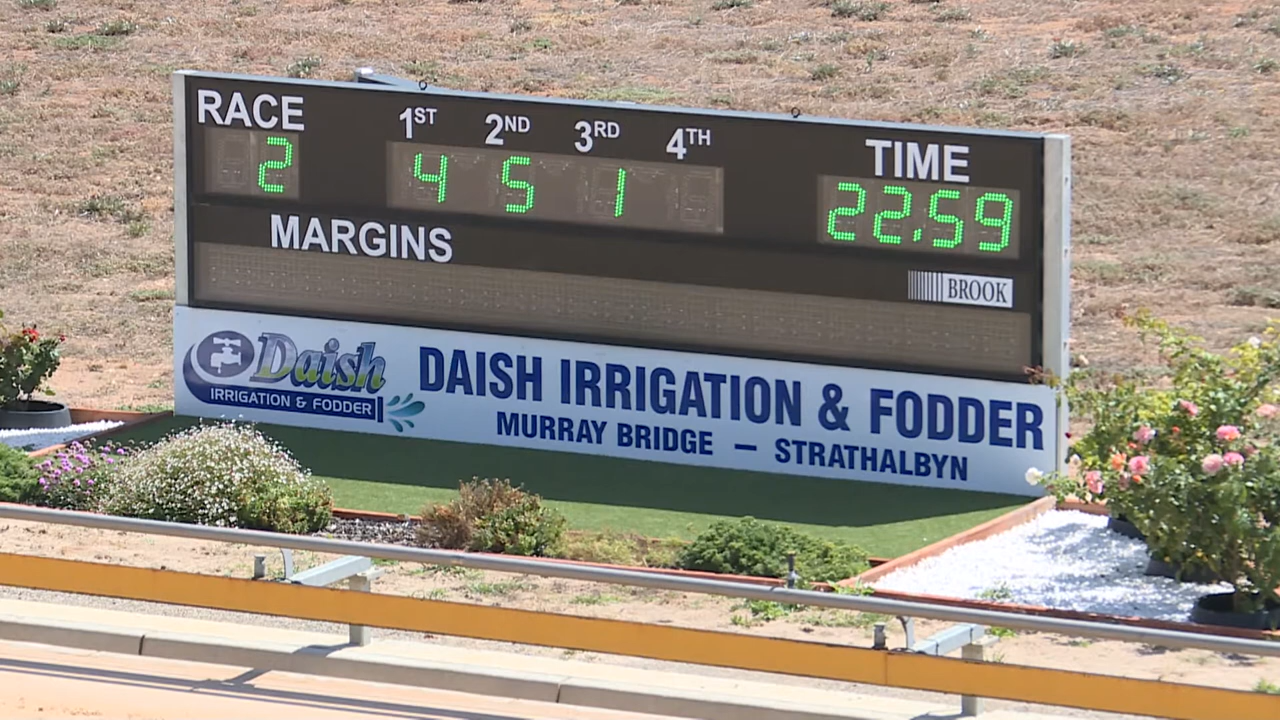 RACE 1ST 2ND 3RD 4TH TIME
2 4 5 1 22.59
MARGINS
BROOK
Daish
IRRIGATION & FODDER
DAISH IRRIGATION & FODDER
MURRAY BRIDGE – STRATHALBYN